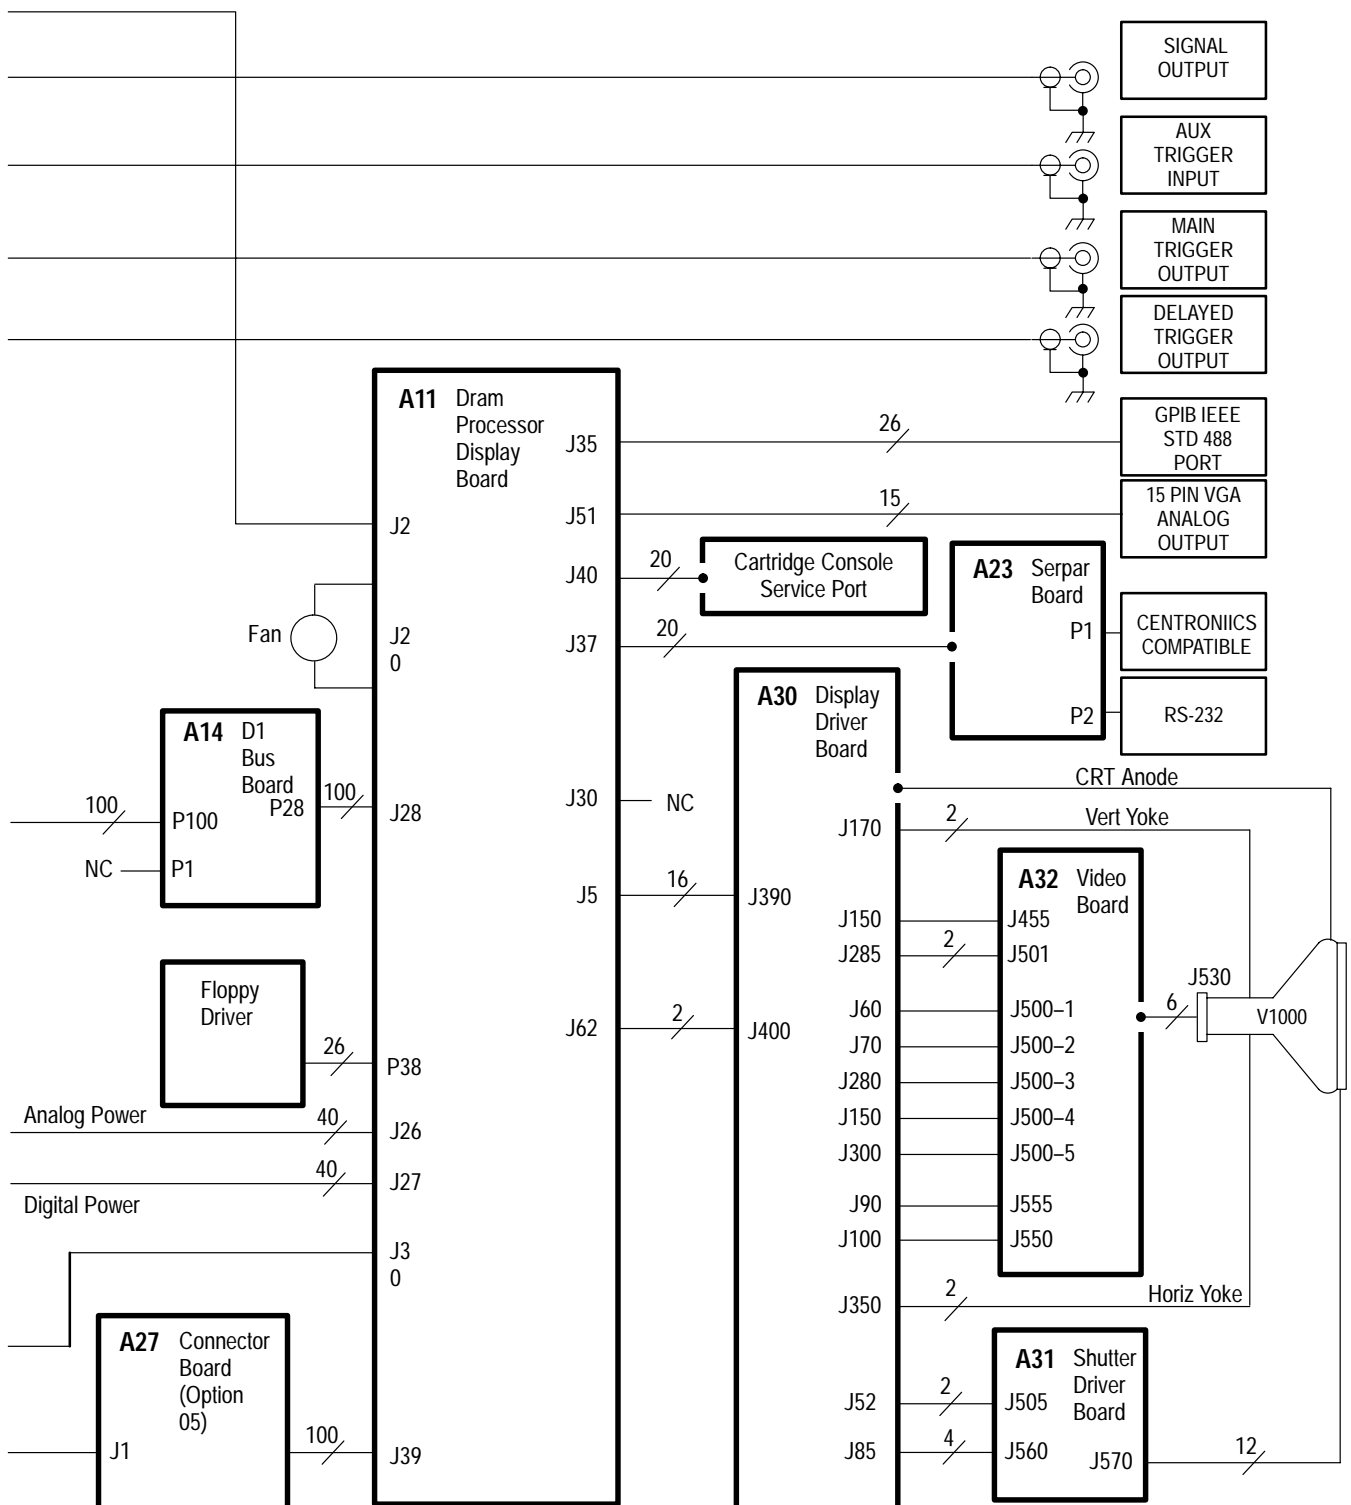 SIGNAL
OUTPUT
AUX
TRIGGER
INPUT
MAIN
TRIGGER
OUTPUT
DELAYED
TRIGGER
OUTPUT
GPIB IEEE
STD 488
PORT
15 PIN VGA
ANALOG
OUTPUT
A11 Dram
Processor
Display
Board
J35
26
J51
15
J2
J40
20
Cartridge Console
Service Port
Fan
J2
0
J37
20
A23 Serpar
Board
P1
P2
CENTRONIICS
COMPATIBLE
RS-232
A14 D1
Bus
Board
P28
100
J28
100
P100
NC
P1
J30
NC
J5
16
J390
A30 Display
Driver
Board
CRT Anode
J170
2
Vert Yoke
A32 Video
Board
J150
J455
J285
2
J501
J60
J500–1
J70
J500–2
J280
J500–3
J150
J500–4
J300
J500–5
J90
J555
J100
J550
J530
6
V1000
Floppy
Driver
26
P38
J62
2
J400
Analog Power
40
J26
40
J27
Digital Power
J3
0
J350
2
Horiz Yoke
A27 Connector
Board
(Option
05)
J1
100
J39
A31 Shutter
Driver
Board
J52
2
J505
J85
4
J560
J570
12